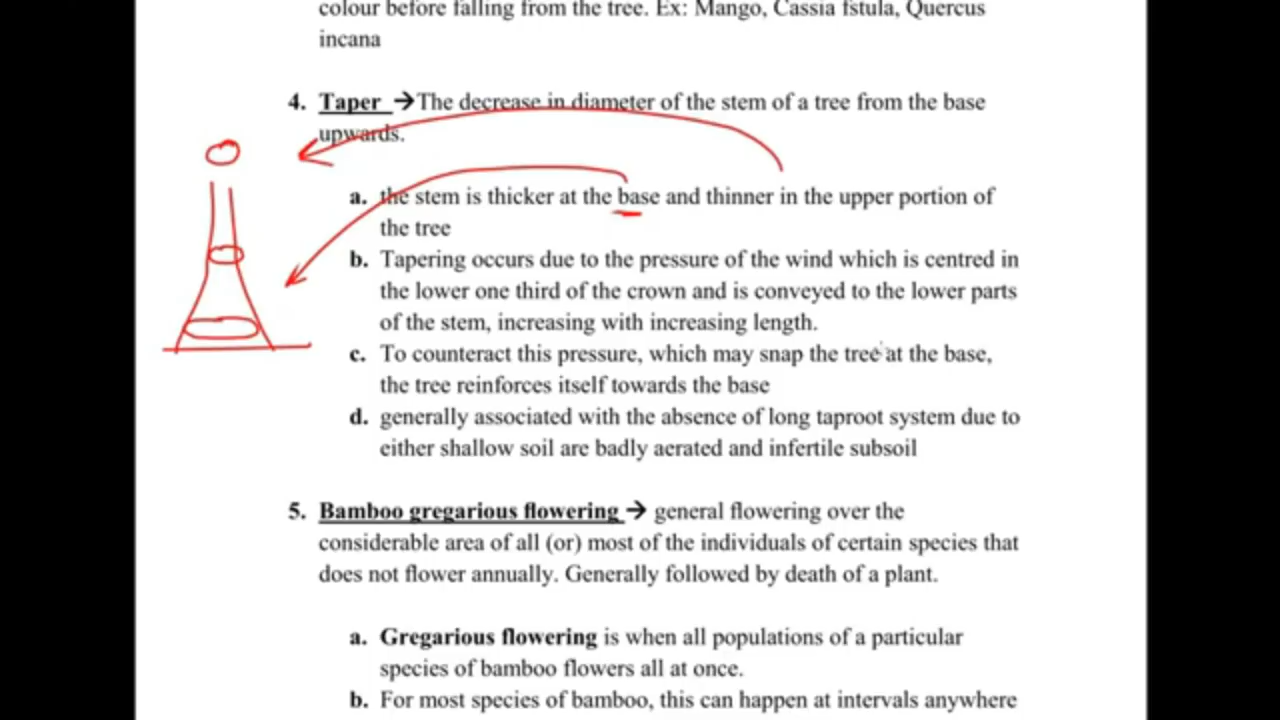 colour before falling from the tree. Ex: Mango, Cassia fstula, Quercus
incana
4. Taper →The decrease in diameter of the stem of a tree from the base
upwards.
a. the stem is thicker at the base and thinner in the upper portion of
the tree
b. Tapering occurs due to the pressure of the wind which is centred in
the lower one third of the crown and is conveyed to the lower parts
of the stem, increasing with increasing length.
c. To counteract this pressure, which may snap the tree at the base,
the tree reinforces itself towards the base
d. generally associated with the absence of long taproot system due to
either shallow soil are badly aerated and infertile subsoil
5. Bamboo gregarious flowering → general flowering over the
considerable area of all (or) most of the individuals of certain species that
does not flower annually. Generally followed by death of a plant.
a. Gregarious flowering is when all populations of a particular
species of bamboo flowers all at once.
b. For most species of bamboo, this can happen at intervals anywhere